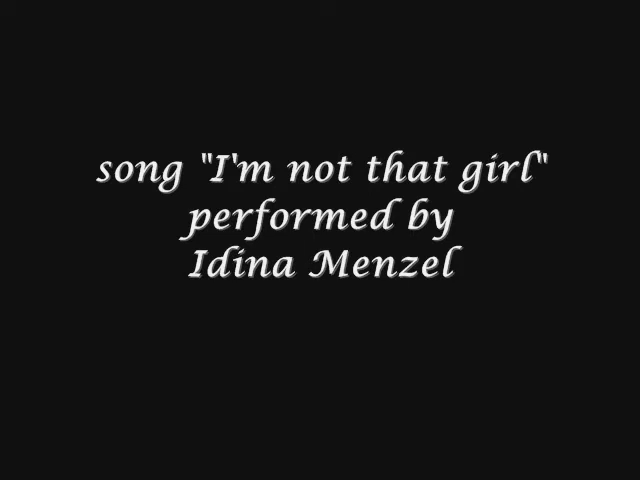 song "I'm not that girl"
performed by
Idina Menzel